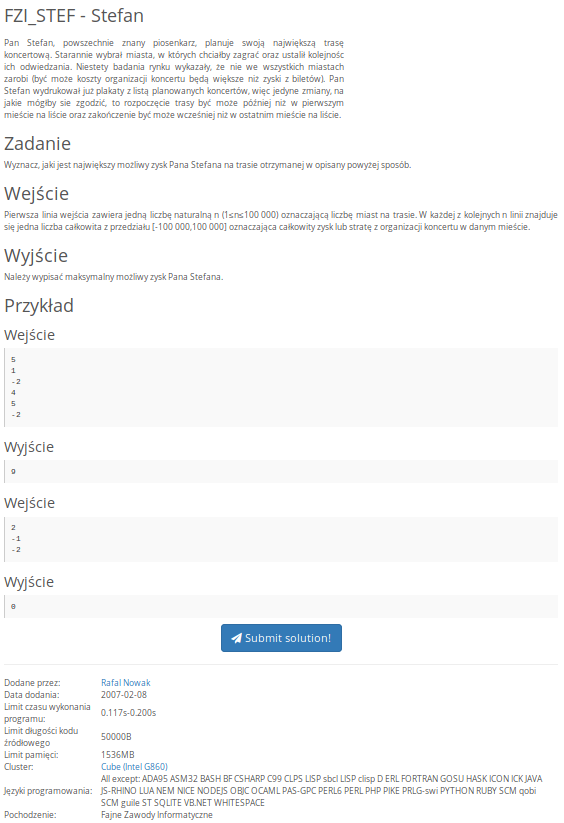 FZI_STEF - Stefan
Pan Stefan, powszechnie znany piosenkarz, planuje swoją największą trasę
koncertową. Starannie wybrał miasta, w których chciałby zagrać oraz ustalił kolejnośc
ich odwiedzania. Niestety badania rynku wykazały, że nie we wszystkich miastach
zarobi (być może koszty organizacji koncertu będą większe niż zyski z biletów). Pan
Stefan wydrukował już plakaty z listą planowanych koncertów, więc jedyne zmiany, na
jakie mógłby sie zgodzić, to rozpoczęcie trasy być może później niż w pierwszym
mieście na liście oraz zakończenie być może wcześniej niż w ostatnim mieście na liście.
Zadanie
Wyznacz, jaki jest największy możliwy zysk Pana Stefana na trasie otrzymanej w opisany powyżej sposób.
Wejście
Pierwsza linia wejścia zawiera jedną liczbę naturalną n (1≤n≤100 000) oznaczającą liczbę miast na trasie. W każdej z kolejnych n linii znajduje
się jedna liczba całkowita z przedziału [-100 000,100 000] oznaczająca całkowity zysk lub stratę z organizacji koncertu w danym mieście.
Wyjście
Należy wypisać maksymalny możliwy zysk Pana Stefana.
Przykład
Wejście
5
1
-2
4
5
-2
Wyjście
9
Wejście
2
-1
-2
Wyjście
0
Submit solution!
Dodane przez: Rafal Nowak
Data dodania: 2007-02-08
Limit czasu wykonania programu: 0.117s-0.200s
Limit długości kodu źródłowego 50000B
Limit pamięci: 1536MB
Cluster: Cube (Intel G860)
Języki programowania: All except: ADA95 ASM32 BASH BF CSHARP C99 CLPS LISP sbcl LISP clisp D ERL FORTRAN GOSU HASK ICON ICK JAVA
JS-RHINO LUA NEM NICE NODEJS OBJC OCAML PAS-GPC PERL6 PERL PHP PIKE PRLG-swi PYTHON RUBY SCM qobi
SCM guile ST SQLITE VB.NET WHITESPACE
Pochodzenie: Fajne Zawody Informatyczne